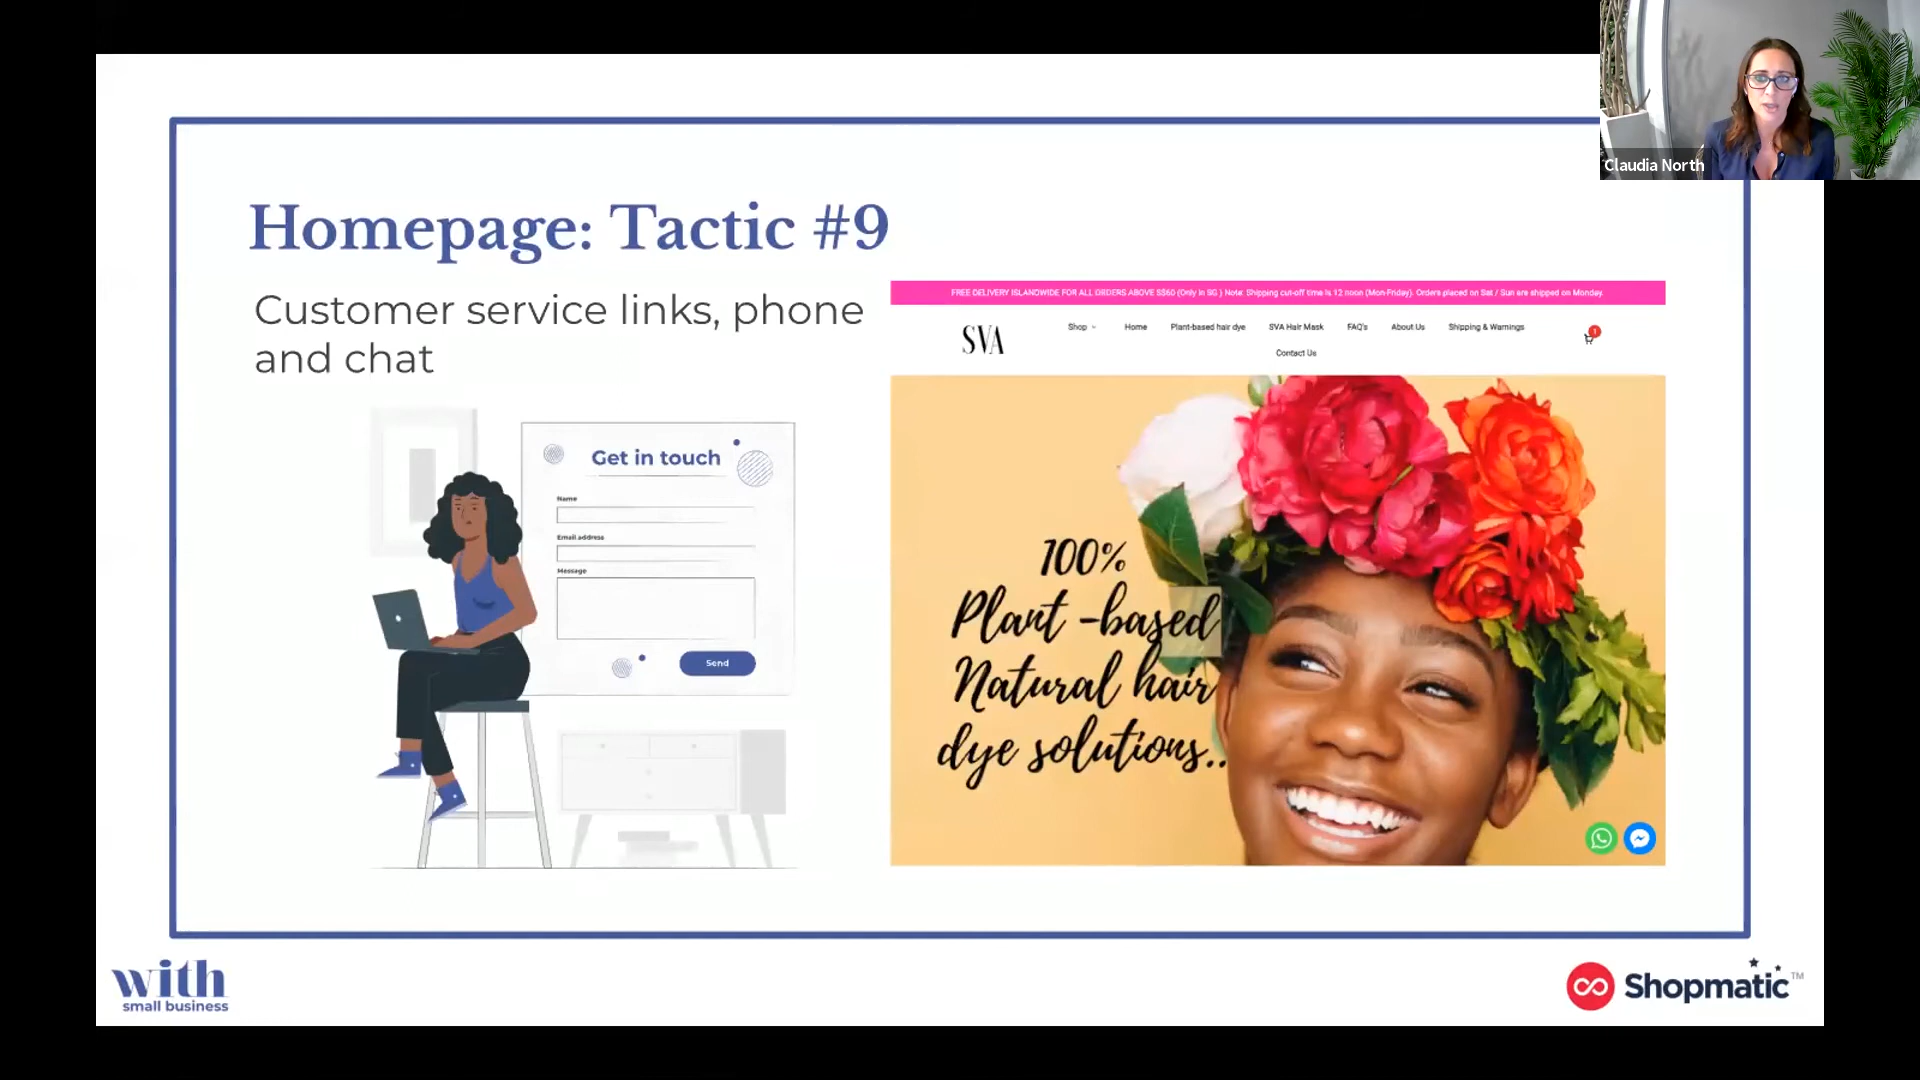 Claudia North
Homepage: Tactic #9
Customer service links, phone
and chat
Get in touch
Name
Email address
Message
Send
FREE DELIVERY ISLANDWIDE FOR ALL ORDERS ABOVE S$60 (Only in SG ) Note: Shipping cut-off time is 12 noon (Mon-Friday). Orders placed on Sat / Sun are shipped on Monday.
SVA
Shop Home Plant-based hair dye SVA Hair Mask FAQ's About Us Shipping & Warnings
1
Contact Us
100%
Plant -based
Natural hair
dye solutions..
with
small business
Shopmatic TM